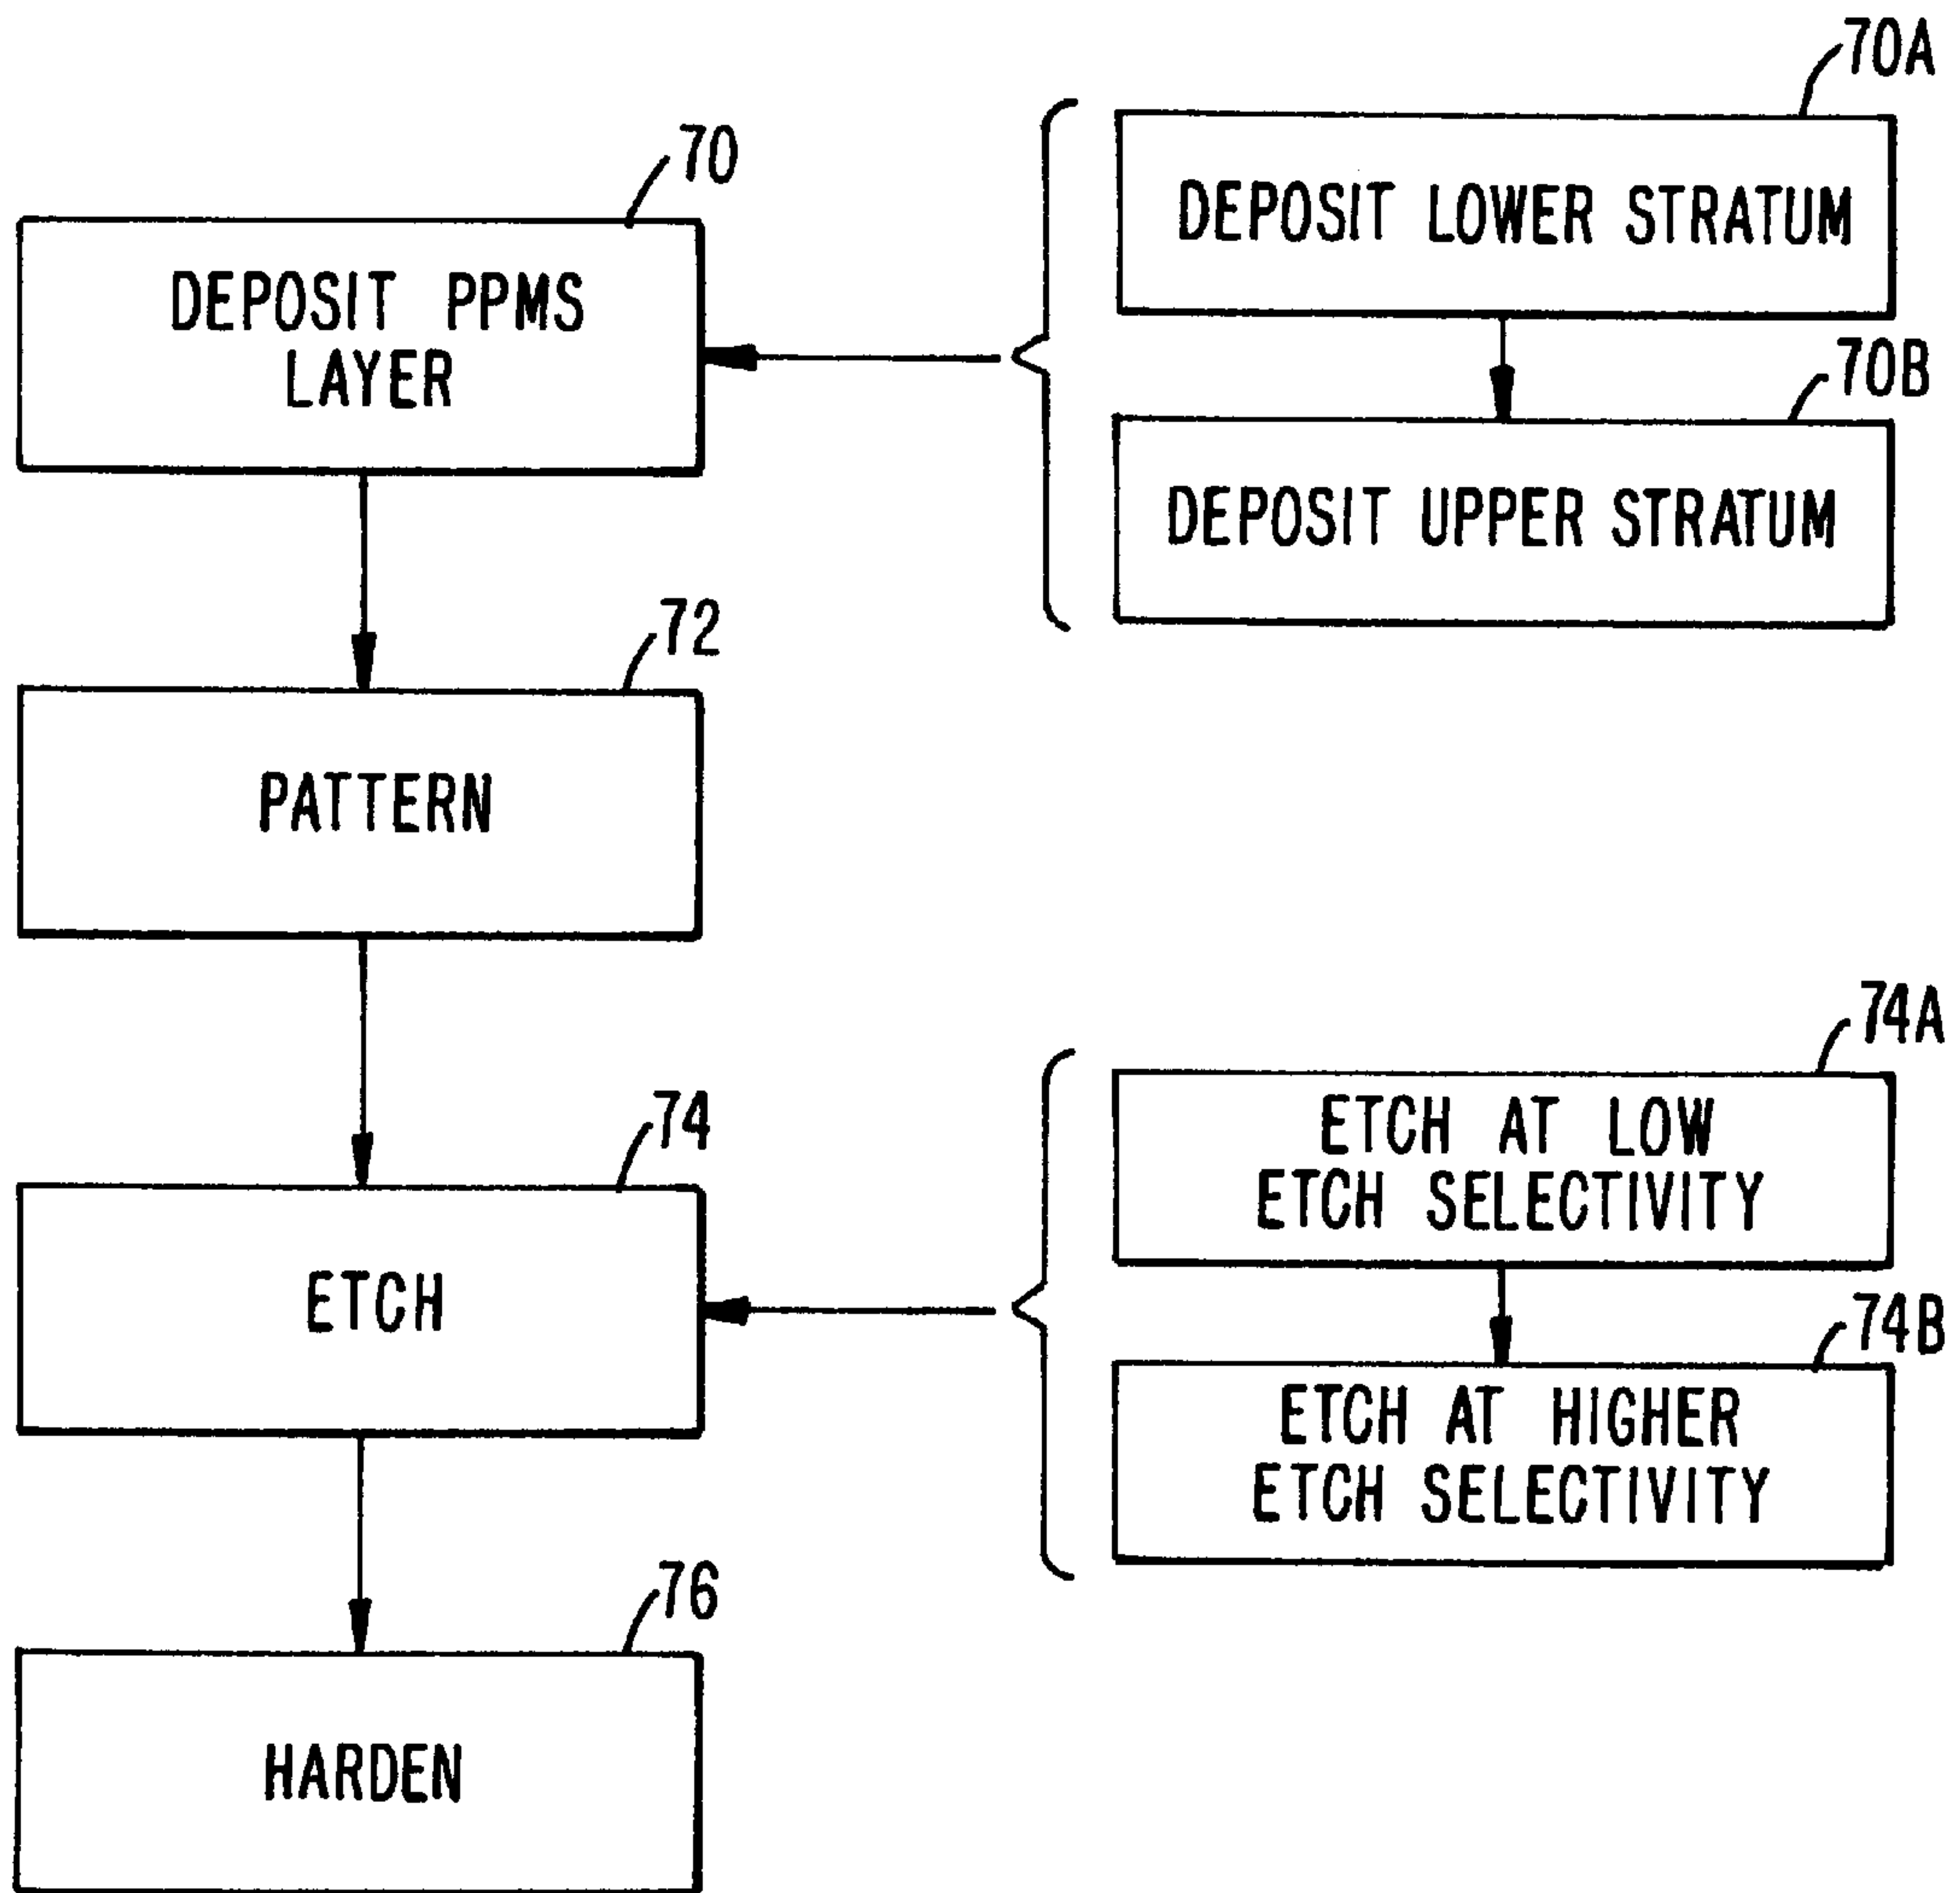 70
DEPOSIT PPMS
LAYER
70A
DEPOSIT LOWER STRATUM
70B
DEPOSIT UPPER STRATUM
72
PATTERN
74
ETCH
74A
ETCH AT LOW
ETCH SELECTIVITY
74B
ETCH AT HIGHER
ETCH SELECTIVITY
76
HARDEN